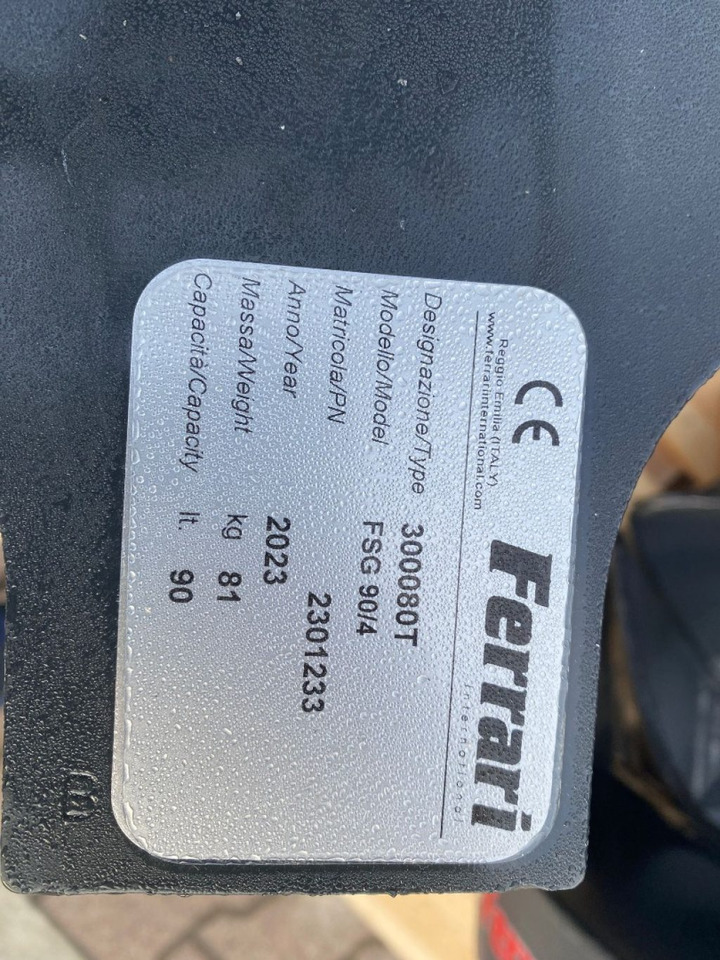 CE Ferrari
international
Reggio Emilia (ITALY)
www.ferrariinternational.com
Designazione/Type 300080T
Modello/Model FSG 90/4
Matricola/PN 2301233
Anno/Year 2023
Massa/Weight kg 81
Capacità/Capacity lt. 90